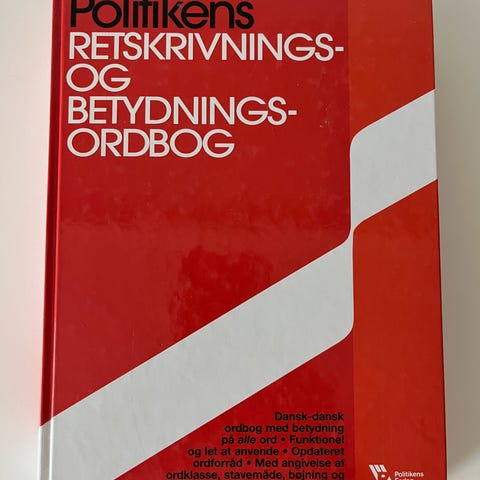 Politikens
RETSKRIVNINGS-
OG
BETYDNINGS-
ORDBOG
Dansk-dansk
ordbog med betydning
på alle ord • Funktionel
og let at anvende • Opdateret
ordforråd • Med angivelse af
ordklasse, stavemåde, bøjning og
Politikens
Forlag